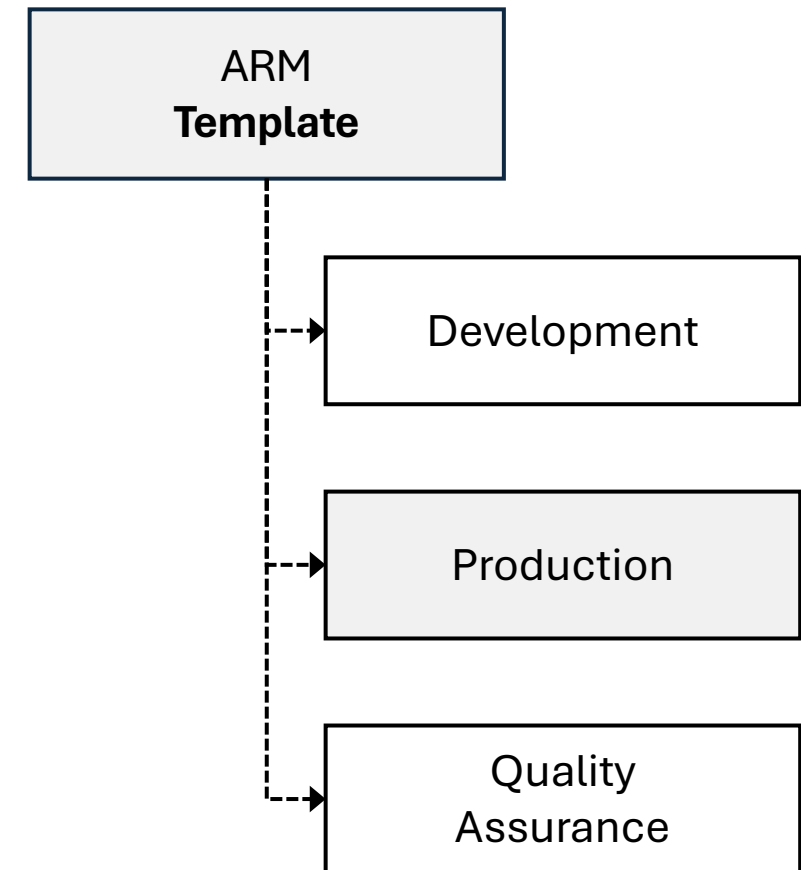 ARM
Template
Development
Production
Quality
Assurance